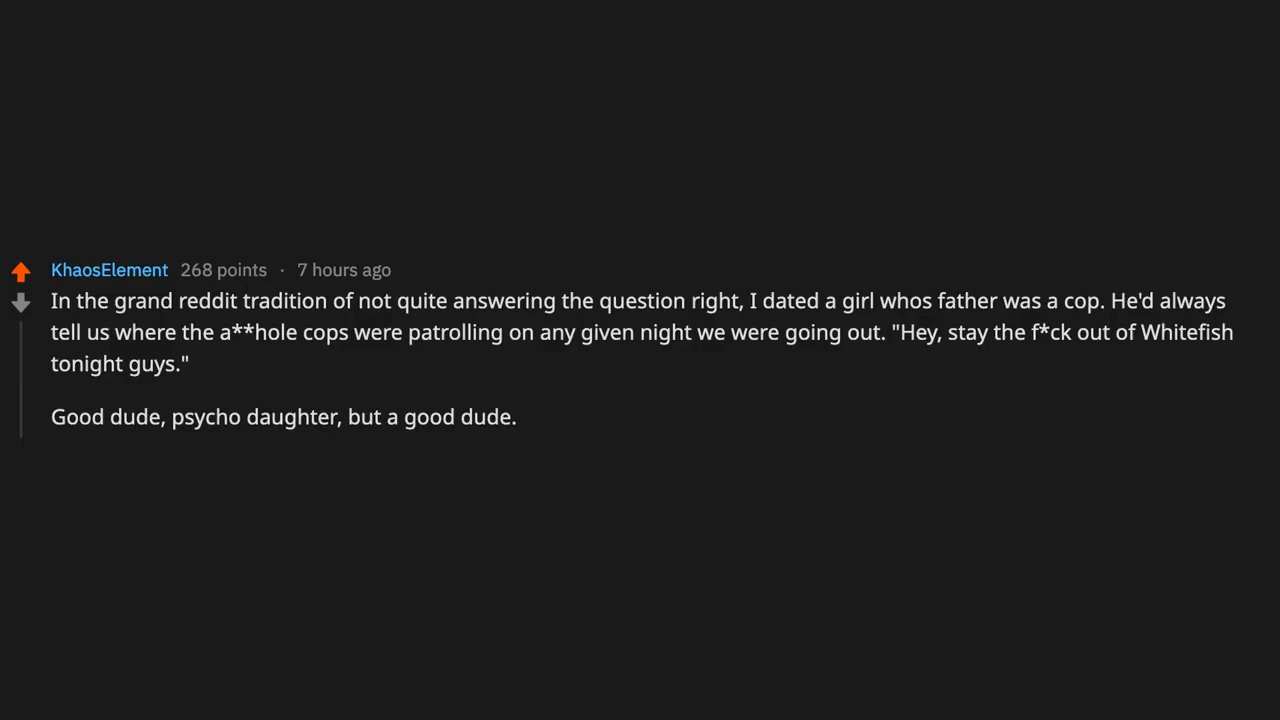 KhaosElement 268 points · 7 hours ago
In the grand reddit tradition of not quite answering the question right, I dated a girl whos father was a cop. He'd always
tell us where the a**hole cops were patrolling on any given night we were going out. "Hey, stay the f*ck out of Whitefish
tonight guys."
Good dude, psycho daughter, but a good dude.